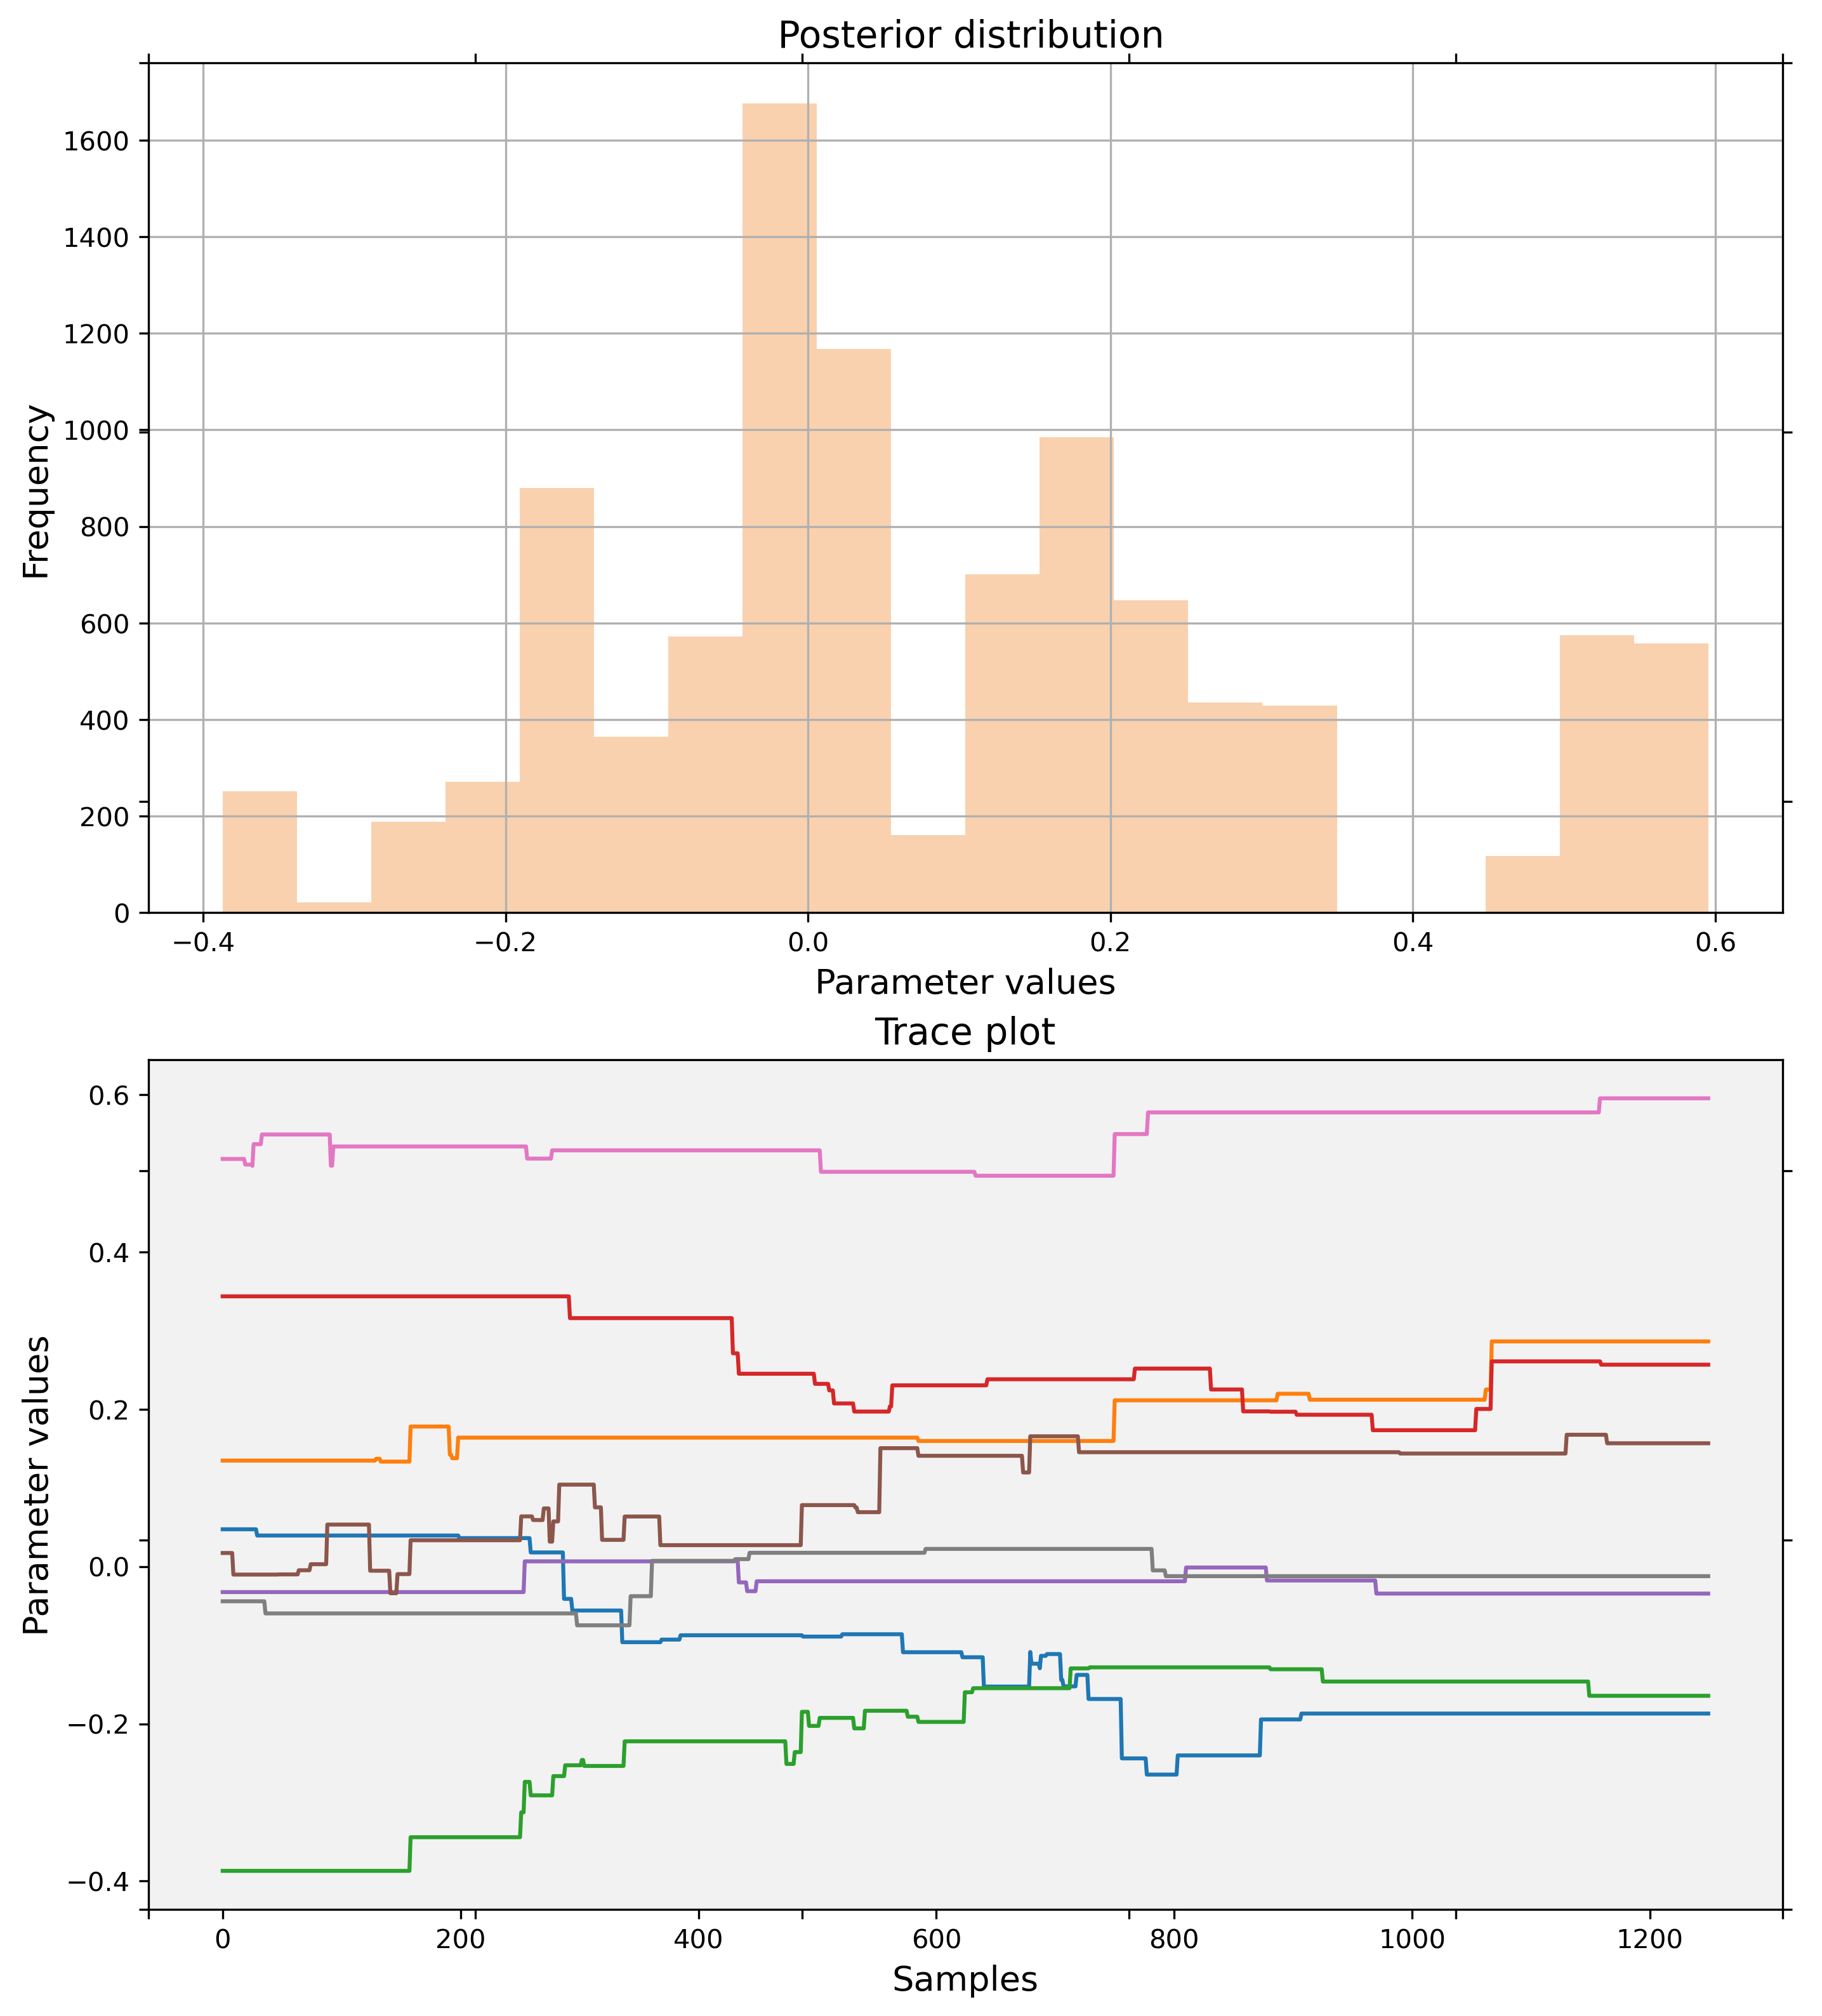 Posterior distribution
1600
1400
1200
1000
800
600
400
200
0
Frequency
−0.4 −0.2 0.0 0.2 0.4 0.6
Parameter values
Trace plot
0.6
0.4
0.2
0.0
−0.2
−0.4
Parameter values
0 200 400 600 800 1000 1200
Samples